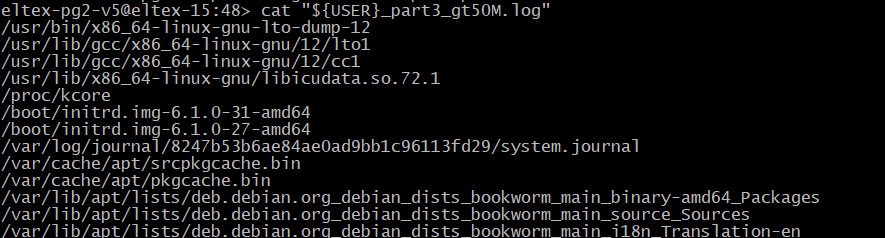 eltex-pg2-v5@eltex-15:48> cat "${USER}_part3_gt50M.log"
/usr/bin/x86_64-linux-gnu-lto-dump-12
/usr/lib/gcc/x86_64-linux-gnu/12/lto1
/usr/lib/gcc/x86_64-linux-gnu/12/cc1
/usr/lib/x86_64-linux-gnu/libicudata.so.72.1
/proc/kcore
/boot/initrd.img-6.1.0-31-amd64
/boot/initrd.img-6.1.0-27-amd64
/var/log/journal/8247b53b6ae84ae0ad9bb1c96113fd29/system.journal
/var/cache/apt/srcpkgcache.bin
/var/cache/apt/pkgcache.bin
/var/lib/apt/lists/deb.debian.org_debian_dists_bookworm_main_binary-amd64_Packages
/var/lib/apt/lists/deb.debian.org_debian_dists_bookworm_main_source_Sources
/var/lib/apt/lists/deb.debian.org_debian_dists_bookworm_main_i18n_Translation-en